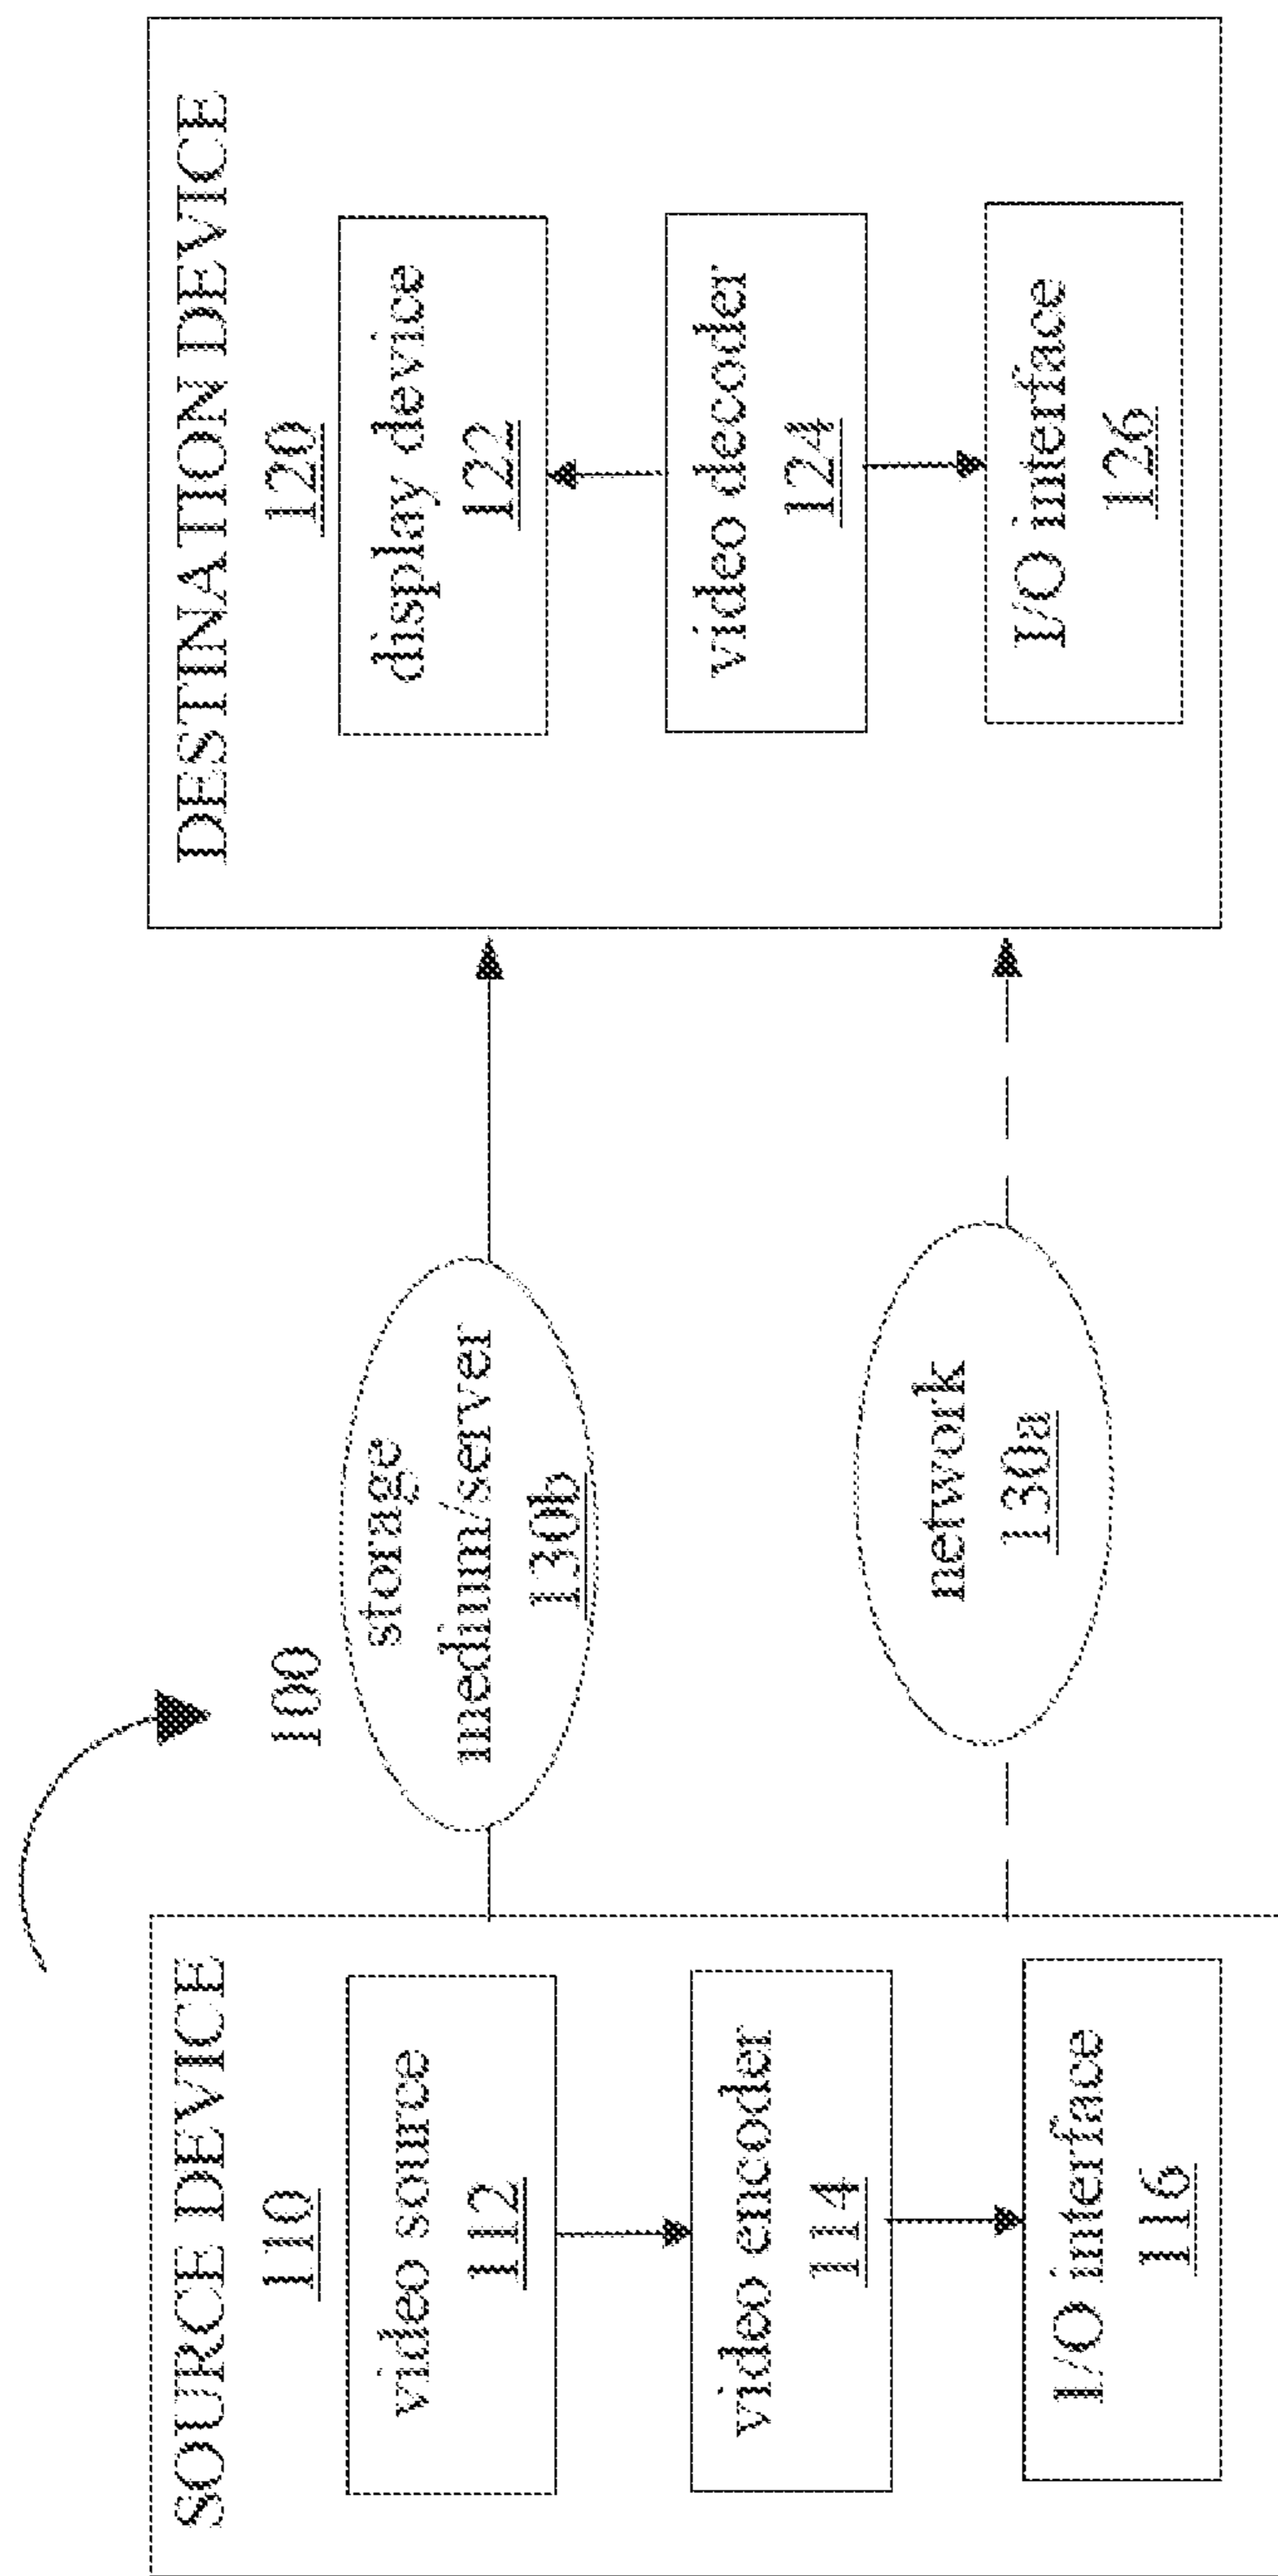 100
SOURCE DEVICE
110
video source
112
video encoder
114
I/O interface
116
storage
medium/server
130b
network
130a
DESTINATION DEVICE
120
display device
122
video decoder
124
I/O interface
126